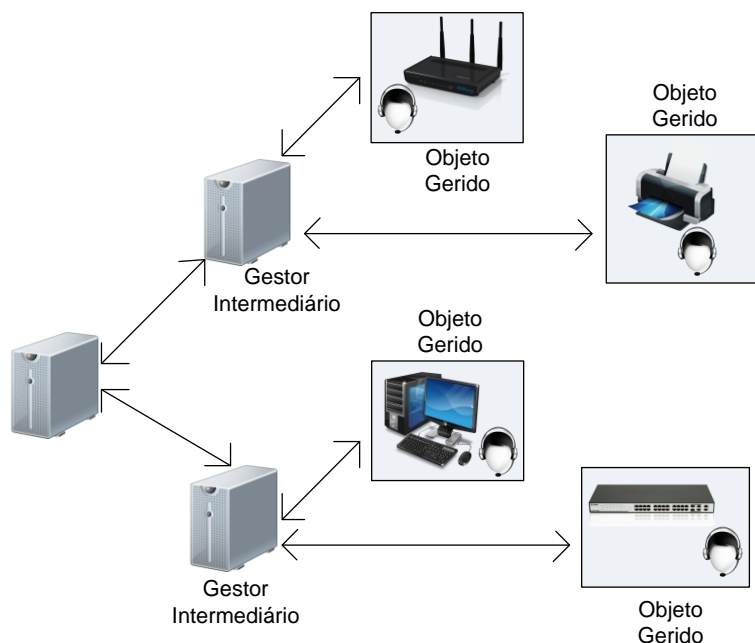 Objeto
Gerido
Objeto
Gerido
Gestor
Intermediário
Objeto
Gerido
Gestor
Intermediário
Objeto
Gerido